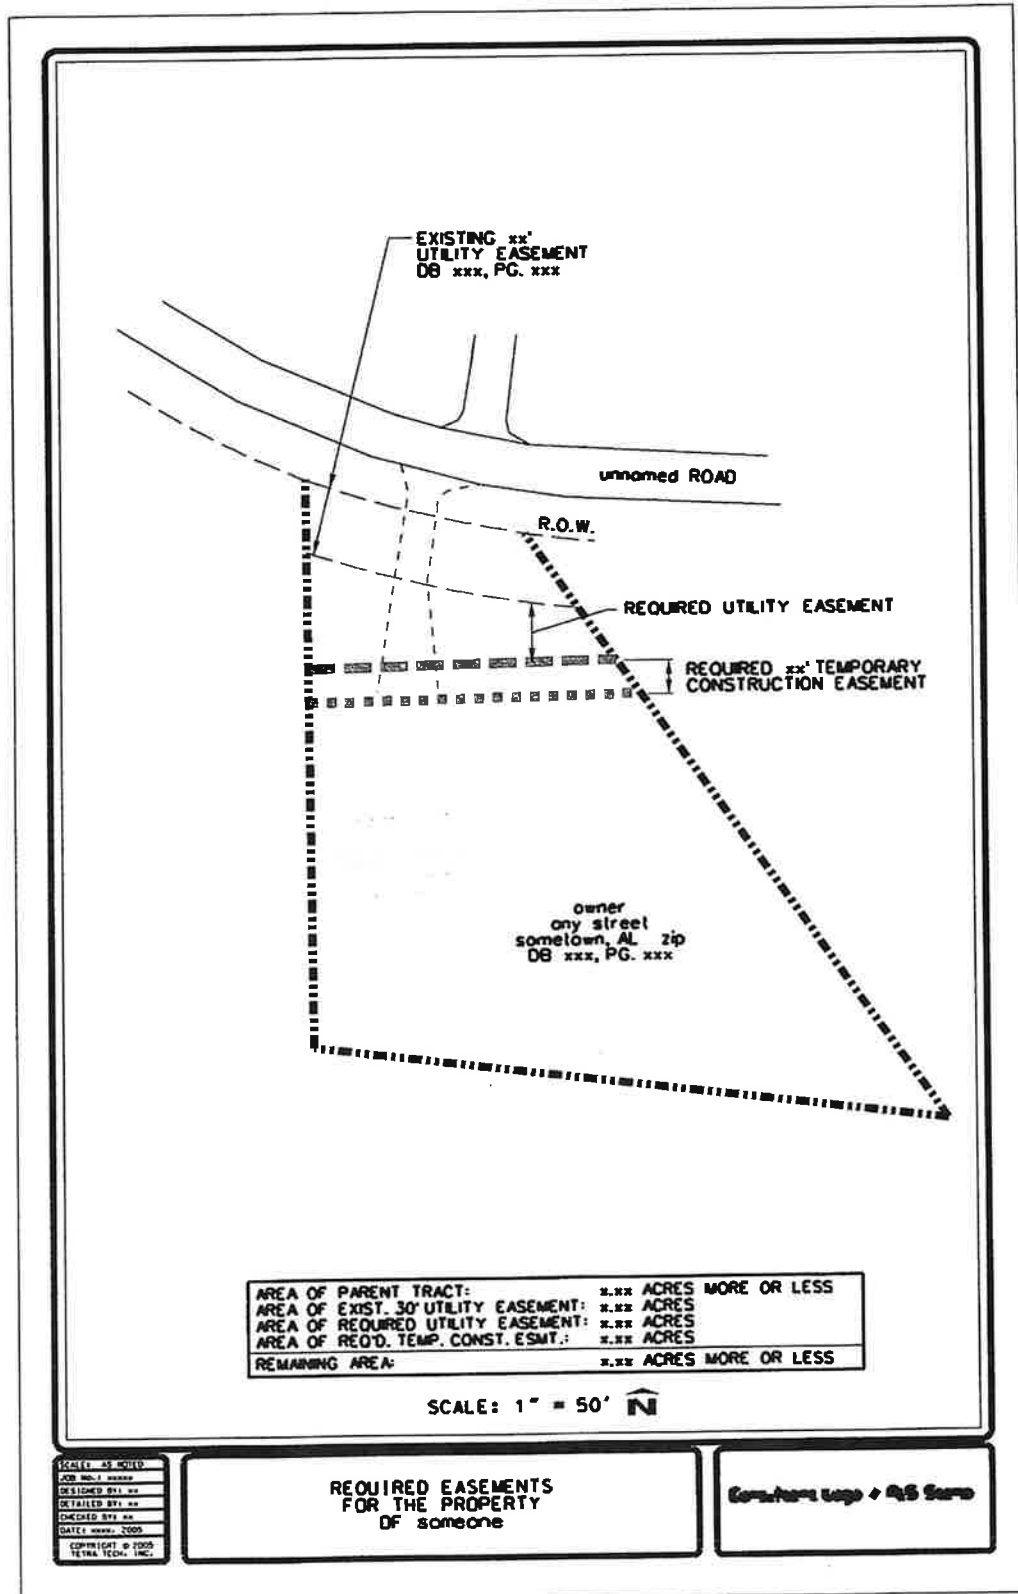 EXISTING xx'
UTILITY EASEMENT
DB xxx, PG. xxx
unnamed ROAD
R.O.W.
REQUIRED UTILITY EASEMENT
REQUIRED xx' TEMPORARY
CONSTRUCTION EASEMENT
owner
any street
sometown, AL zip
DB xxx, PG. xxx
AREA OF PARENT TRACT: x.xx ACRES MORE OR LESS
AREA OF EXIST. 30' UTILITY EASEMENT: x.xx ACRES
AREA OF REQUIRED UTILITY EASEMENT: x.xx ACRES
AREA OF REQ'D. TEMP. CONST. ESMT.: x.xx ACRES
REMAINING AREA: x.xx ACRES MORE OR LESS
SCALE: 1" = 50' N
SCALE: AS NOTED
JOB NO.: xxxxx
DESIGNED BY: xx
DETAILED BY: xx
CHECKED BY: xx
DATE: xxxx, 2005
COPYRIGHT © 2005
TETRA TECH, INC.
REQUIRED EASEMENTS
FOR THE PROPERTY
OF someone
Logo +